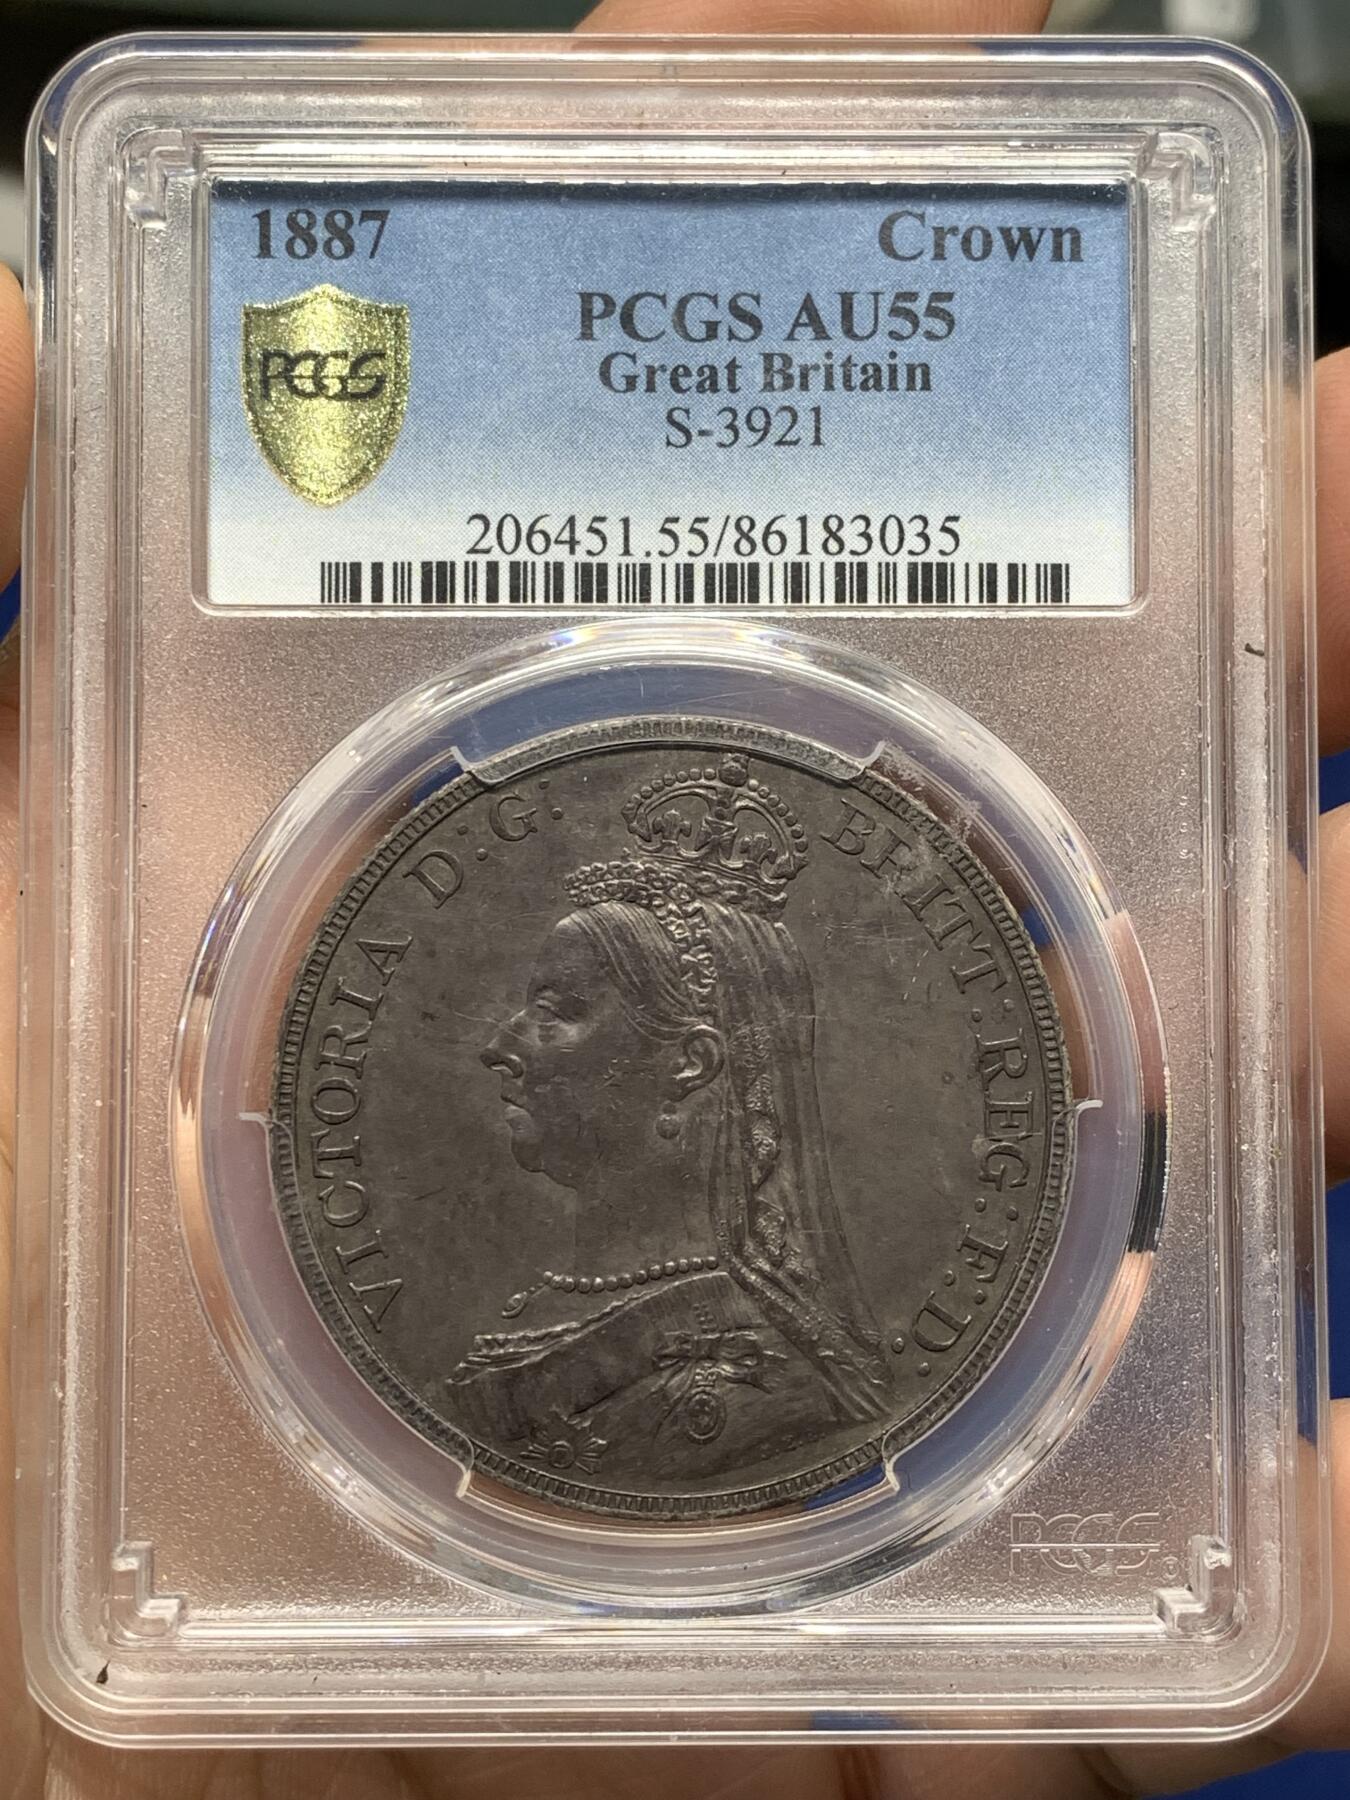 1887 Crown
PCGS AU55
PCGS
Great Britain
S-3921
206451.55/86183035
VICTORIA D:G: BRITT:REG:F:D:
PCGS